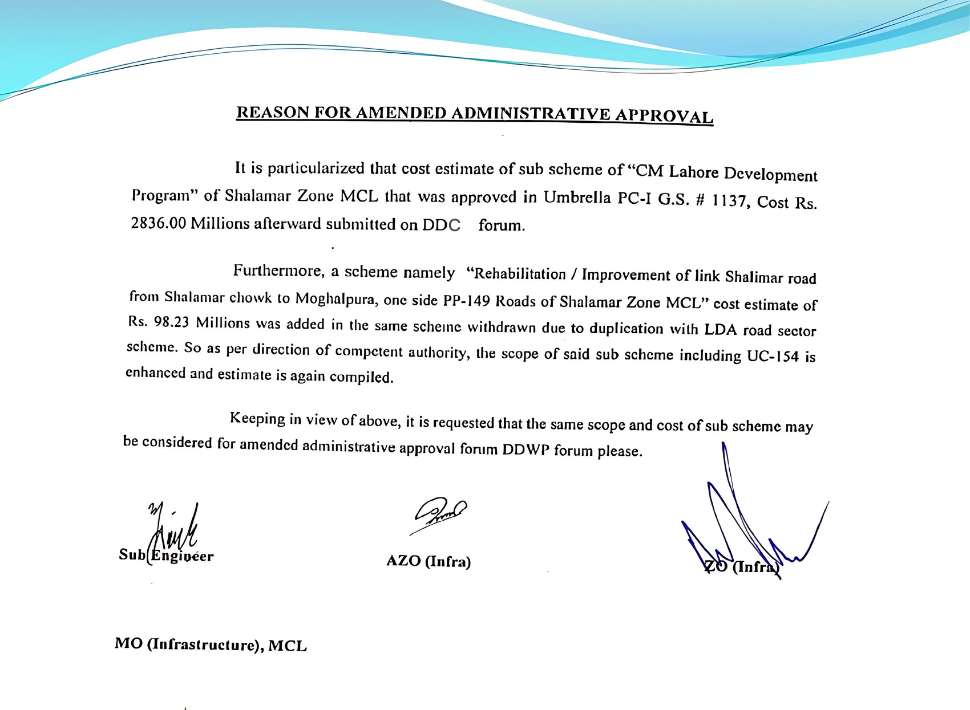 REASON FOR AMENDED ADMINISTRATIVE APPROVAL
It is particularized that cost estimate of sub scheme of “CM Lahore Development
Program” of Shalamar Zone MCL that was approved in Umbrella PC-I G.S. # 1137, Cost Rs.
2836.00 Millions afterward submitted on DDC forum.
Furthermore, a scheme namely “Rehabilitation / Improvement of link Shalimar road
from Shalamar chowk to Moghalpura, one side PP-149 Roads of Shalamar Zone MCL” cost estimate of
Rs. 98.23 Millions was added in the same scheme withdrawn due to duplication with LDA road sector
scheme. So as per direction of competent authority, the scope of said sub scheme including UC-154 is
enhanced and estimate is again compiled.
Keeping in view of above, it is requested that the same scope and cost of sub scheme may
be considered for amended administrative approval forum DDWP forum please.
Sub Engineer
AZO (Infra)
ZO (Infra)
MO (Infrastructure), MCL